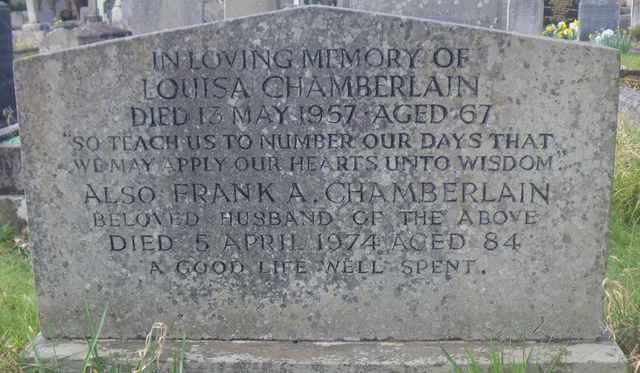 IN LOVING MEMORY OF
LOUISA CHAMBERLAIN
DIED 13 MAY 1957 · AGED 67
"SO TEACH US TO NUMBER OUR DAYS THAT
WE MAY APPLY OUR HEARTS UNTO WISDOM"
ALSO FRANK A. CHAMBERLAIN
BELOVED HUSBAND OF THE ABOVE
DIED 5 APRIL 1974 AGED 84
A GOOD LIFE WELL SPENT.